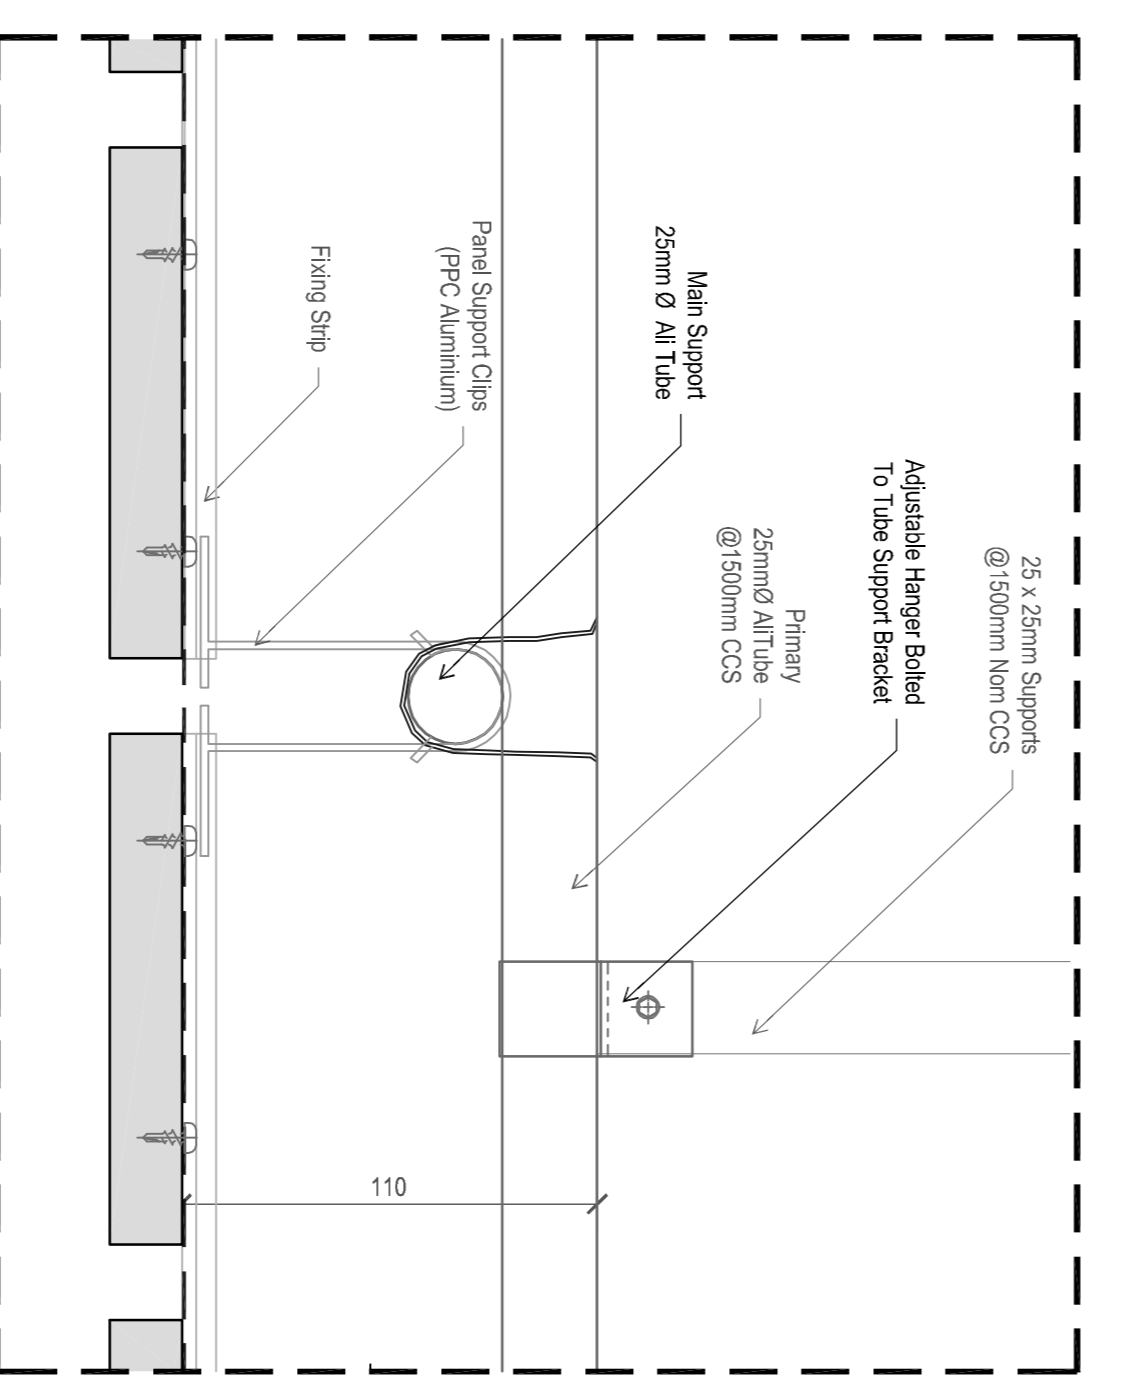 25 x 25mm Supports
@1500mm Nom CCS
Adjustable Hanger Bolted
To Tube Support Bracket
Primary
25mmØ AliTube
@1500mm CCS
Main Support
25mm Ø Ali Tube
Panel Support Clips
(PPC Aluminium)
Fixing Strip
110